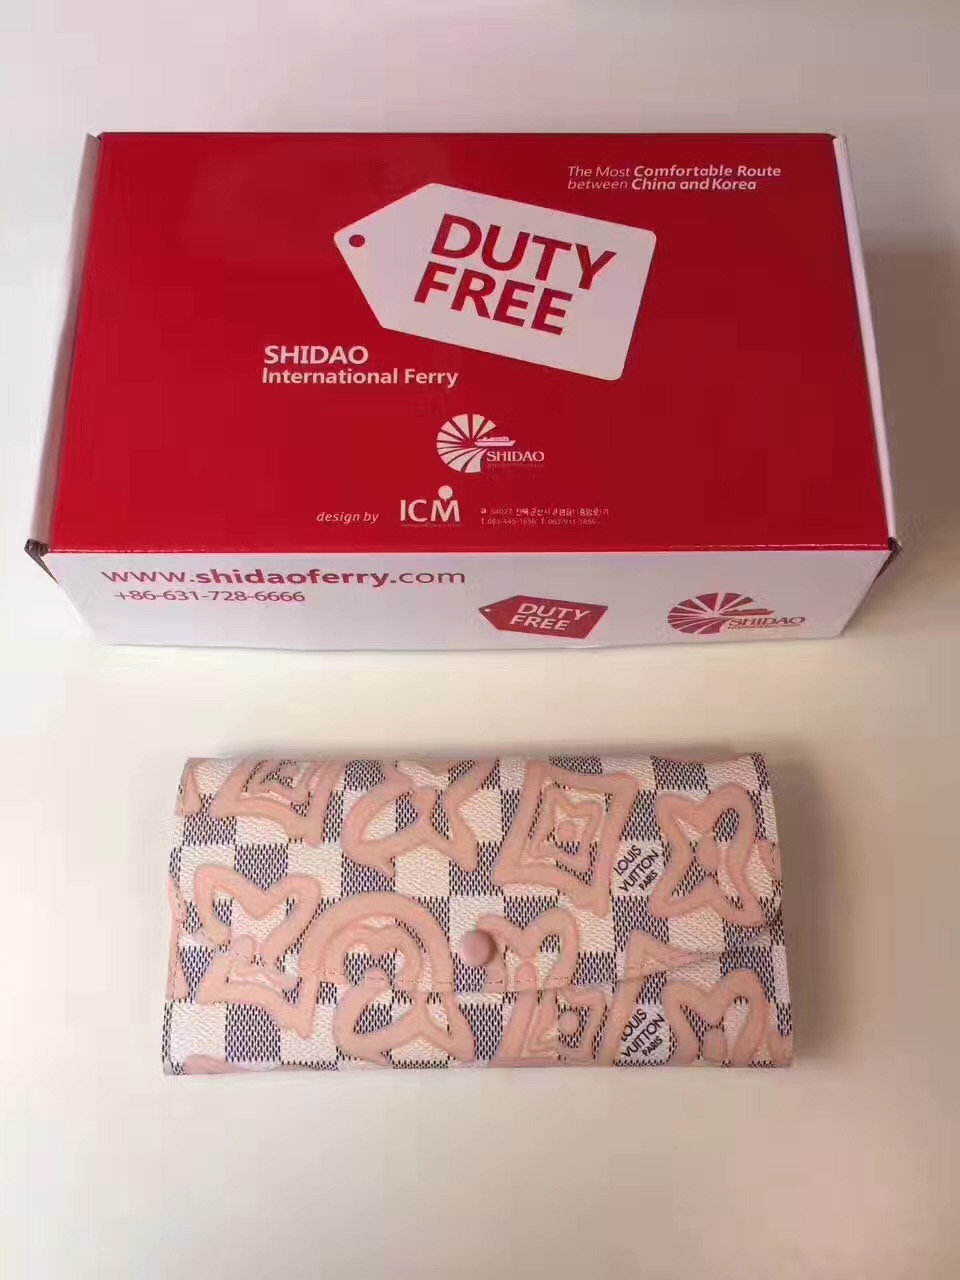 The Most Comfortable Route
between China and Korea
DUTY
FREE
SHIDAO
International Ferry
SHIDAO
design by
ICM
www.shidaoferry.com
+86-631-728-6666
DUTY
FREE
SHIDAO
LOUIS
VUITTON
PARIS
LOUIS
VUITTON
PARIS